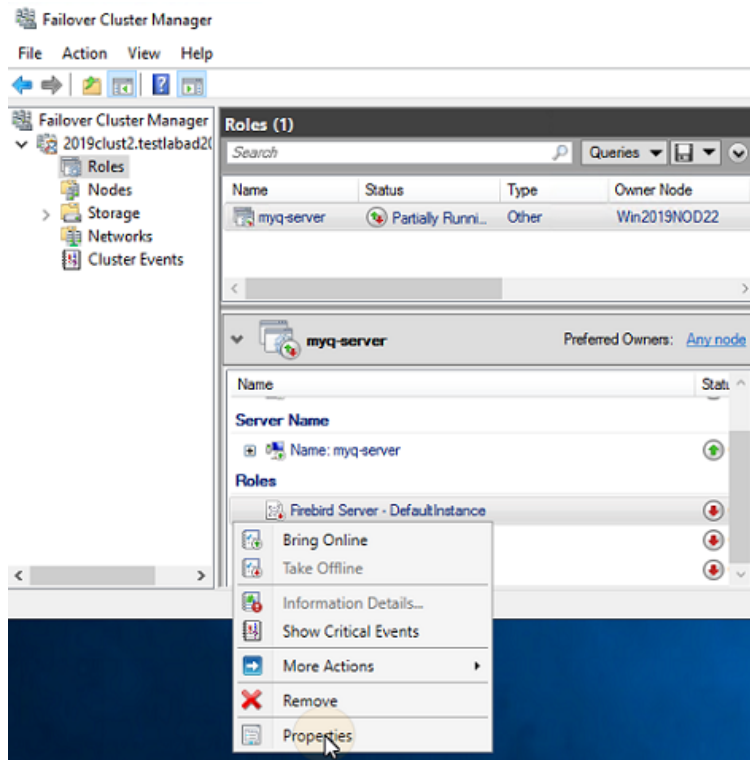 Failover Cluster Manager
File Action View Help
Failover Cluster Manager
2019clust2.testlabad2(
Roles
Nodes
Storage
Networks
Cluster Events
Roles (1)
Search
Queries
Name Status Type Owner Node
myq-server Partially Runni... Other Win2019NOD22
myq-server Preferred Owners: Any node
Name Statu
Server Name
Name: myq-server
Roles
Firebird Server - DefaultInstance
Bring Online
Take Offline
Information Details...
Show Critical Events
More Actions
Remove
Properties